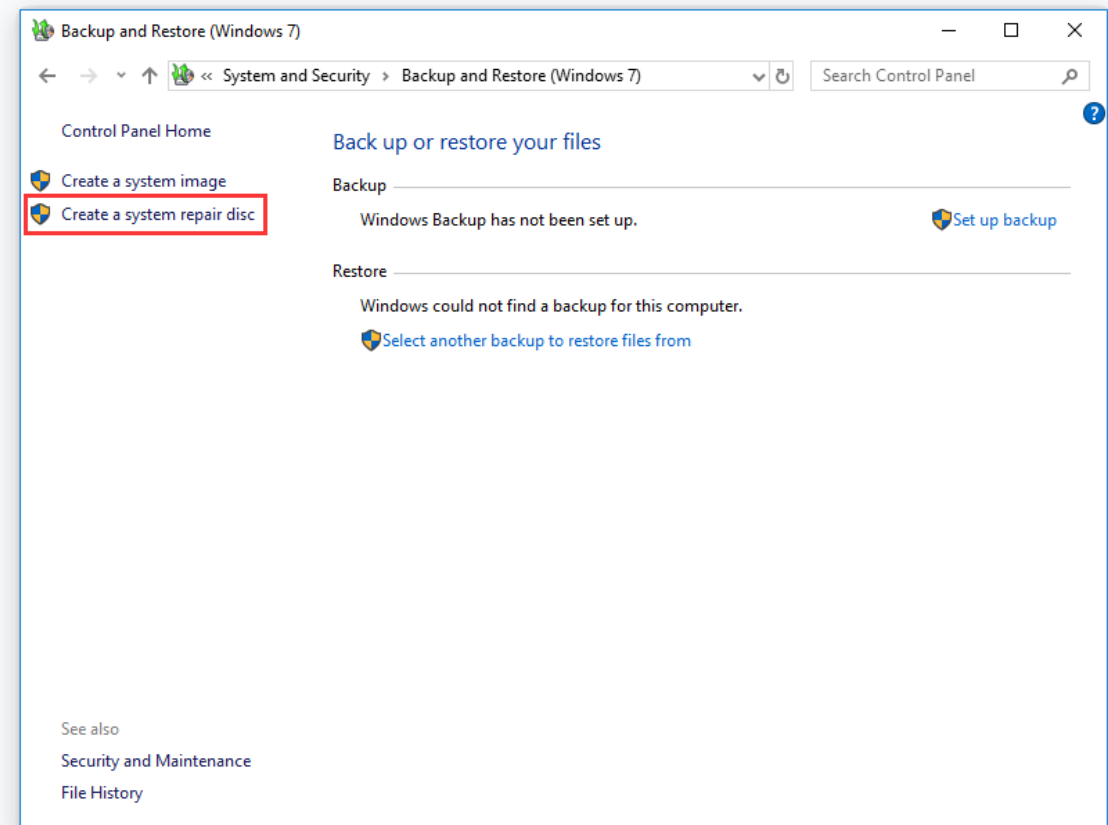 Backup and Restore (Windows 7)
« System and Security › Backup and Restore (Windows 7)
Search Control Panel
Control Panel Home
Create a system image
Create a system repair disc
Back up or restore your files
Backup
Windows Backup has not been set up.
Set up backup
Restore
Windows could not find a backup for this computer.
Select another backup to restore files from
See also
Security and Maintenance
File History